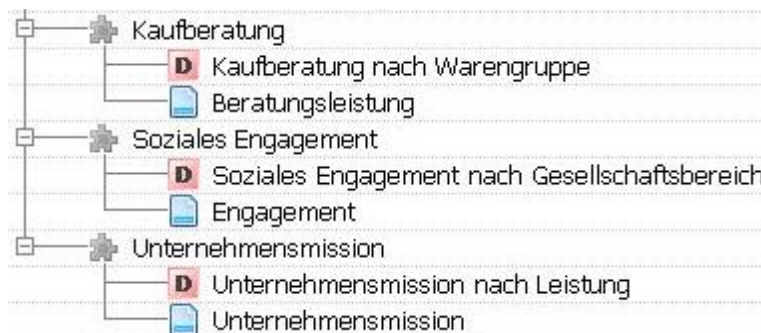 Kaufberatung
D Kaufberatung nach Warengruppe
Beratungsleistung
Soziales Engagement
D Soziales Engagement nach Gesellschaftsbereich
Engagement
Unternehmensmission
D Unternehmensmission nach Leistung
Unternehmensmission